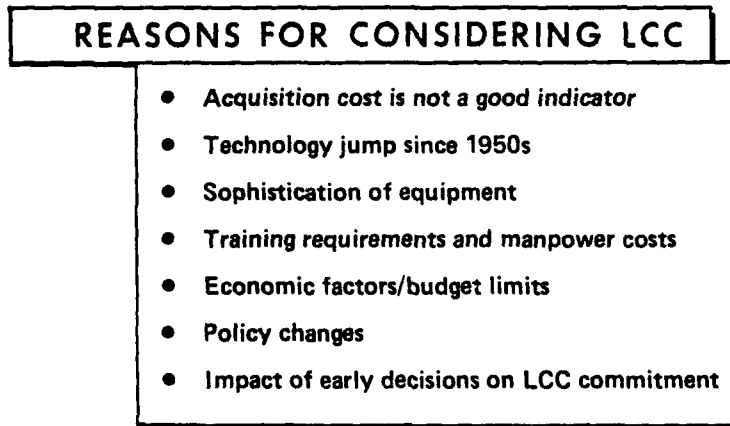 REASONS FOR CONSIDERING LCC
• Acquisition cost is not a good indicator
• Technology jump since 1950s
• Sophistication of equipment
• Training requirements and manpower costs
• Economic factors/budget limits
• Policy changes
• Impact of early decisions on LCC commitment